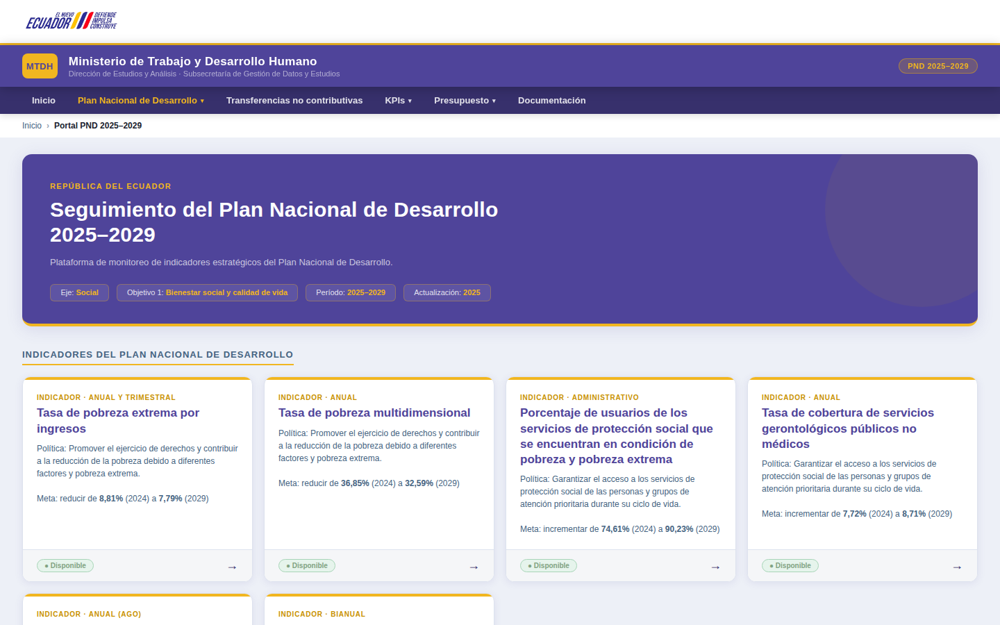 EL NUEVO
ECUADOR
DEFIENDE
IMPULSA
CONSTRUYE
MTDH
Ministerio de Trabajo y Desarrollo Humano
Dirección de Estudios y Análisis · Subsecretaría de Gestión de Datos y Estudios
PND 2025–2029
Inicio
Plan Nacional de Desarrollo ▾
Transferencias no contributivas
KPIs ▾
Presupuesto ▾
Documentación
Inicio › Portal PND 2025–2029
REPÚBLICA DEL ECUADOR
Seguimiento del Plan Nacional de Desarrollo
2025–2029
Plataforma de monitoreo de indicadores estratégicos del Plan Nacional de Desarrollo.
Eje: Social
Objetivo 1: Bienestar social y calidad de vida
Período: 2025–2029
Actualización: 2025
INDICADORES DEL PLAN NACIONAL DE DESARROLLO
INDICADOR · ANUAL Y TRIMESTRAL
Tasa de pobreza extrema por
ingresos
Política: Promover el ejercicio de derechos y contribuir
a la reducción de la pobreza debido a diferentes
factores y pobreza extrema.
Meta: reducir de 8,81% (2024) a 7,79% (2029)
● Disponible →
INDICADOR · ANUAL
Tasa de pobreza multidimensional
Política: Promover el ejercicio de derechos y contribuir
a la reducción de la pobreza debido a diferentes
factores y pobreza extrema.
Meta: reducir de 36,85% (2024) a 32,59% (2029)
● Disponible →
INDICADOR · ADMINISTRATIVO
Porcentaje de usuarios de los
servicios de protección social que
se encuentran en condición de
pobreza y pobreza extrema
Política: Garantizar el acceso a los servicios de
protección social de las personas y grupos de
atención prioritaria durante su ciclo de vida.
Meta: incrementar de 74,61% (2024) a 90,23% (2029)
● Disponible →
INDICADOR · ANUAL
Tasa de cobertura de servicios
gerontológicos públicos no
médicos
Política: Garantizar el acceso a los servicios de
protección social de las personas y grupos de
atención prioritaria durante su ciclo de vida.
Meta: incrementar de 7,72% (2024) a 8,71% (2029)
● Disponible →
INDICADOR · ANUAL (AGO)
INDICADOR · BIANUAL